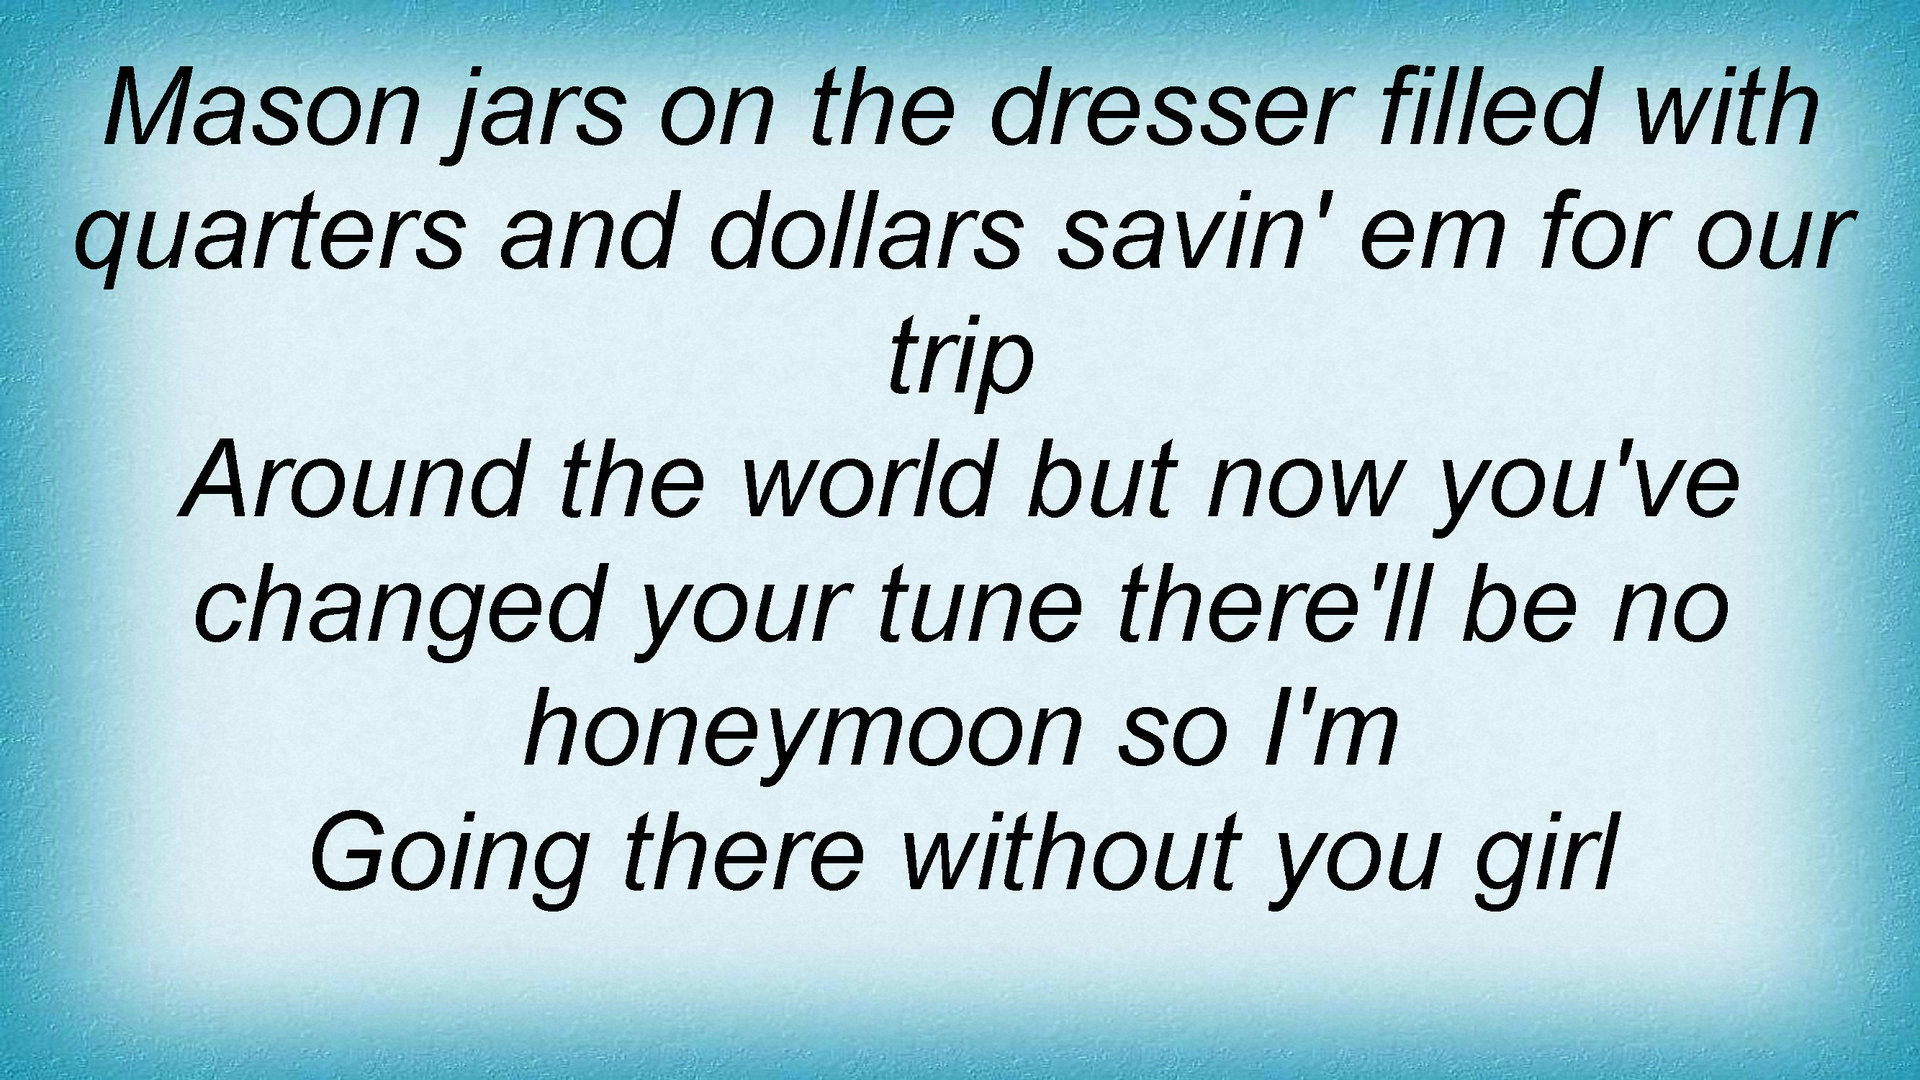 Mason jars on the dresser filled with
quarters and dollars savin' em for our
trip
Around the world but now you've
changed your tune there'll be no
honeymoon so I'm
Going there without you girl